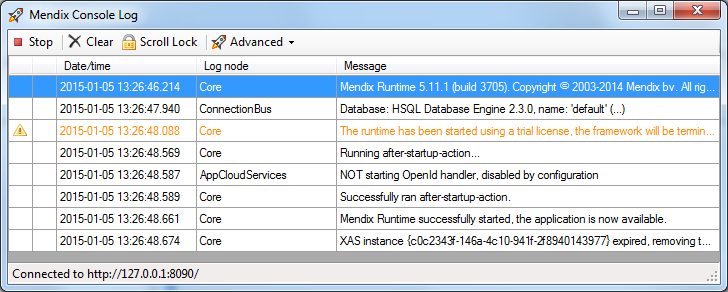 Mendix Console Log
Stop Clear Scroll Lock Advanced
Date/time Log node Message
2015-01-05 13:26:46.214 Core Mendix Runtime 5.11.1 (build 3705). Copyright © 2003-2014 Mendix bv. All rig...
2015-01-05 13:26:47.940 ConnectionBus Database: HSQL Database Engine 2.3.0, name: 'default' (...)
2015-01-05 13:26:48.088 Core The runtime has been started using a trial license, the framework will be termin...
2015-01-05 13:26:48.569 Core Running after-startup-action...
2015-01-05 13:26:48.587 AppCloudServices NOT starting OpenId handler, disabled by configuration
2015-01-05 13:26:48.589 Core Successfully ran after-startup-action.
2015-01-05 13:26:48.661 Core Mendix Runtime successfully started, the application is now available.
2015-01-05 13:26:48.674 Core XAS instance {c0c2343f-146a-4c10-941f-2f8940143977} expired, removing t...
Connected to http://127.0.0.1:8090/